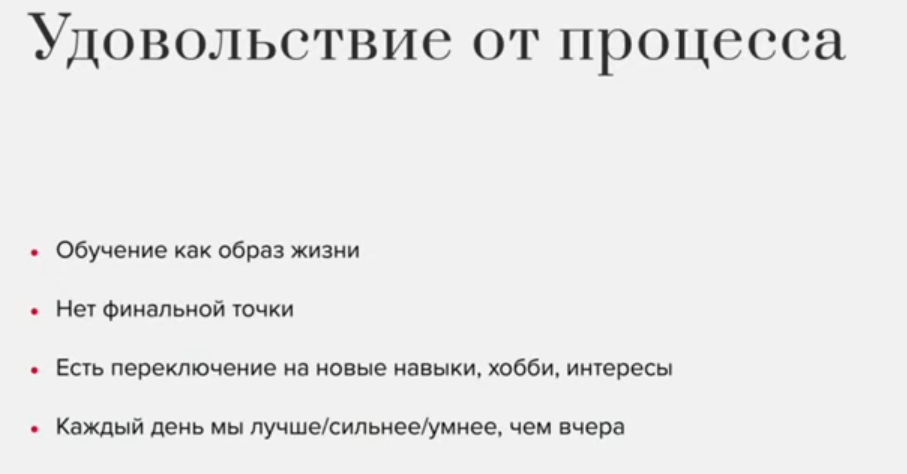 Удовольствие от процесса
• Обучение как образ жизни
• Нет финальной точки
• Есть переключение на новые навыки, хобби, интересы
• Каждый день мы лучше/сильнее/умнее, чем вчера